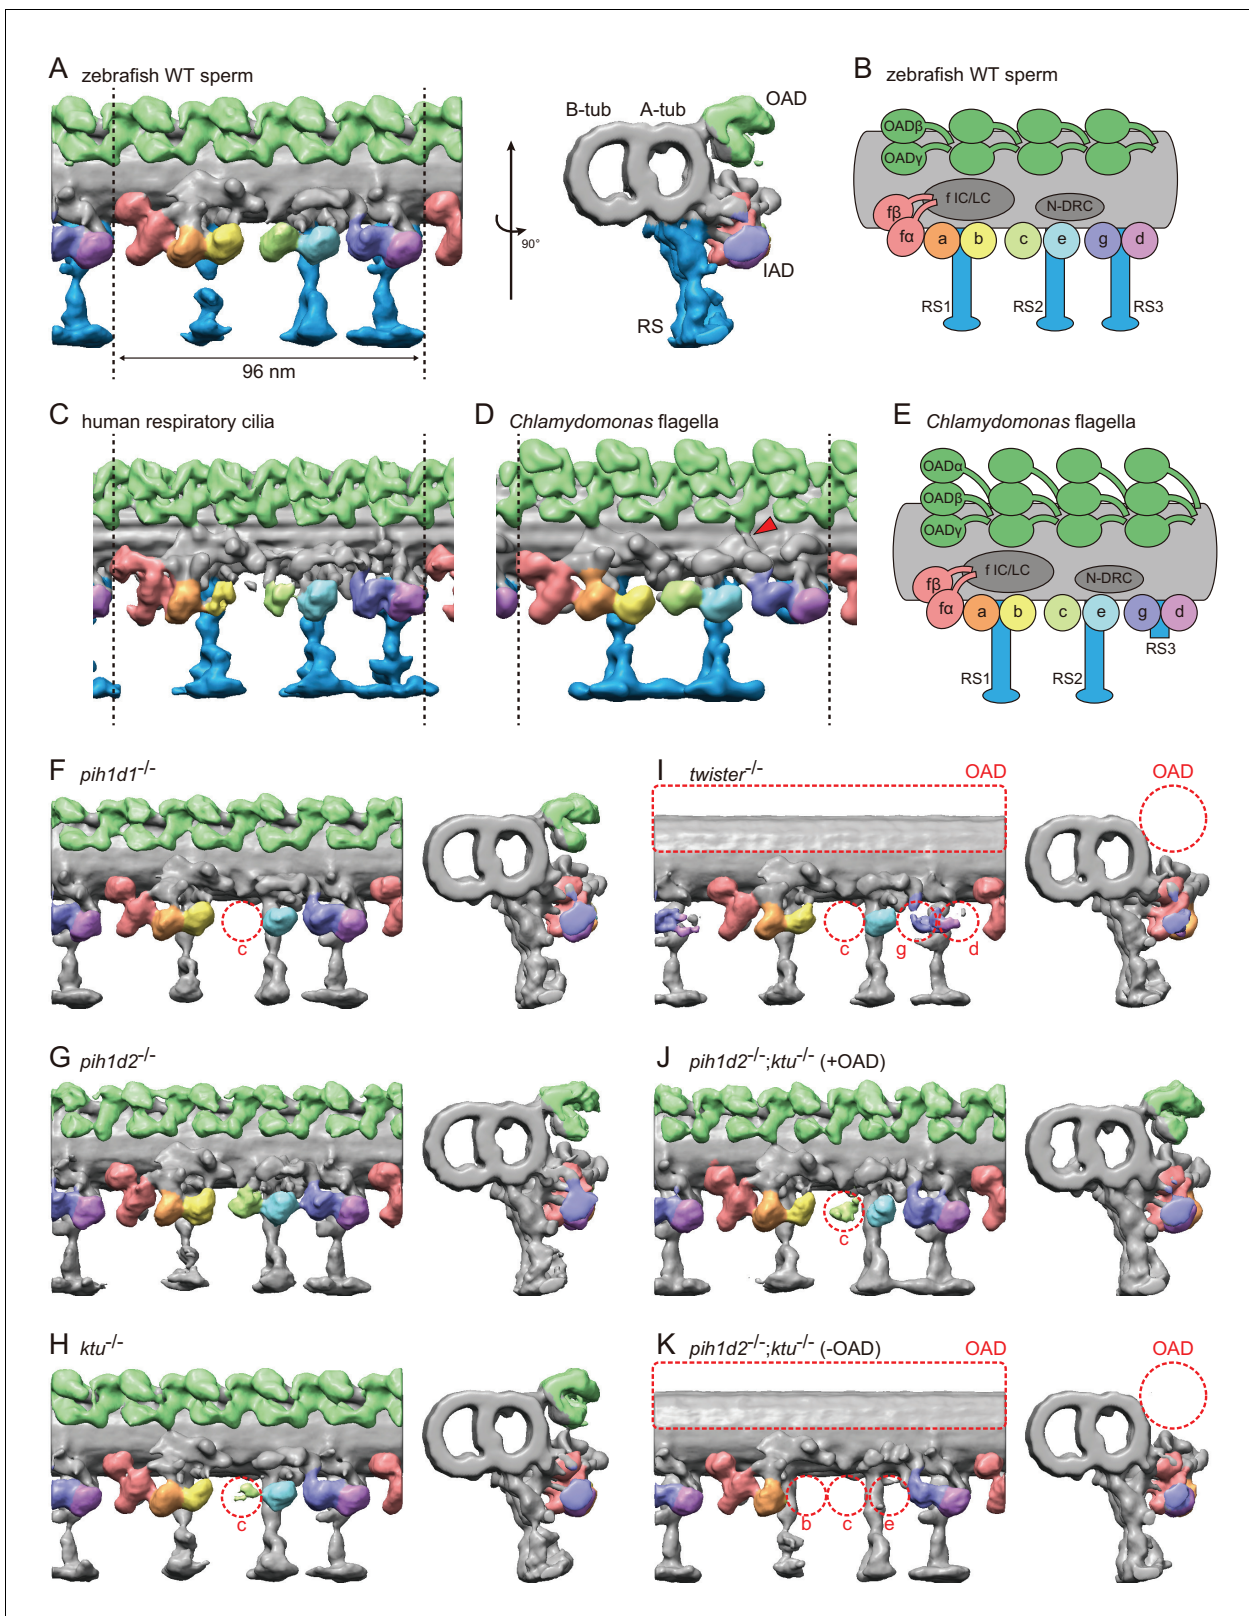 A zebrafish WT sperm
B-tub A-tub OAD
90°
IAD
RS
96 nm
B zebrafish WT sperm
OADβ
OADγ
f IC/LC
N-DRC
fβ
fα a b c e g d
RS1 RS2 RS3
C human respiratory cilia
D Chlamydomonas flagella
E Chlamydomonas flagella
OADα
OADβ
OADγ
f IC/LC
N-DRC
fβ
fα a b c e g d
RS3
RS1 RS2
F pih1d1-/-
c
I twister-/- OAD OAD
c g d
G pih1d2-/-
J pih1d2-/-;ktu-/- (+OAD)
c
H ktu-/-
c
K pih1d2-/-;ktu-/- (-OAD) OAD OAD
b c e